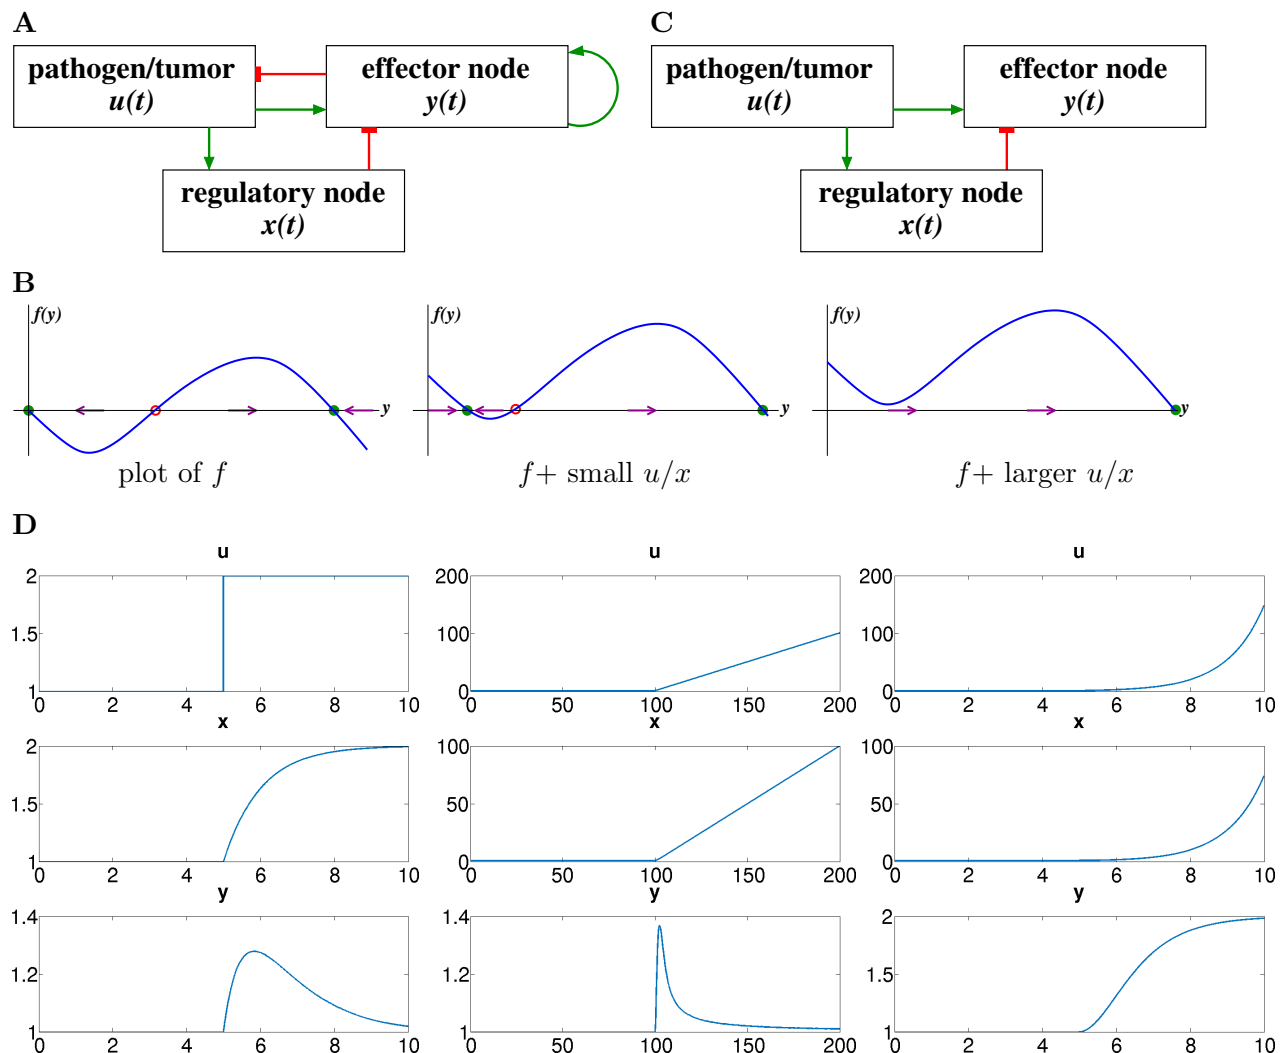 A
C
pathogen/tumor
u(t)
effector node
y(t)
regulatory node
x(t)
pathogen/tumor
u(t)
effector node
y(t)
regulatory node
x(t)
B
f(y)
y
f(y)
y
f(y)
y
plot of f
f+ small u/x
f+ larger u/x
D
u
u
u
2
1.5
1
0 2 4 6 8 10
200
100
0
0 50 100 150 200
200
100
0
0 2 4 6 8 10
x
x
x
2
1.5
1
0 2 4 6 8 10
100
50
0
0 50 100 150 200
100
50
0
0 2 4 6 8 10
y
y
y
1.4
1.2
1
0 2 4 6 8 10
1.4
1.2
1
0 50 100 150 200
2
1.5
1
0 2 4 6 8 10